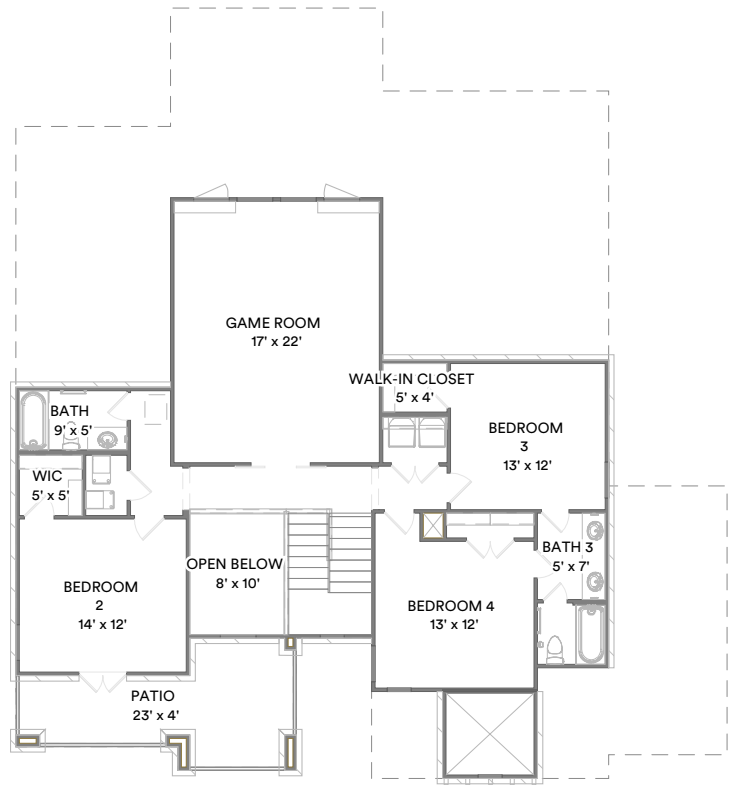 GAME ROOM
17' x 22'
WALK-IN CLOSET
5' x 4'
BATH
9' x 5'
BEDROOM
3
13' x 12'
WIC
5' x 5'
BATH 3
5' x 7'
OPEN BELOW
8' x 10'
BEDROOM
2
14' x 12'
BEDROOM 4
13' x 12'
PATIO
23' x 4'